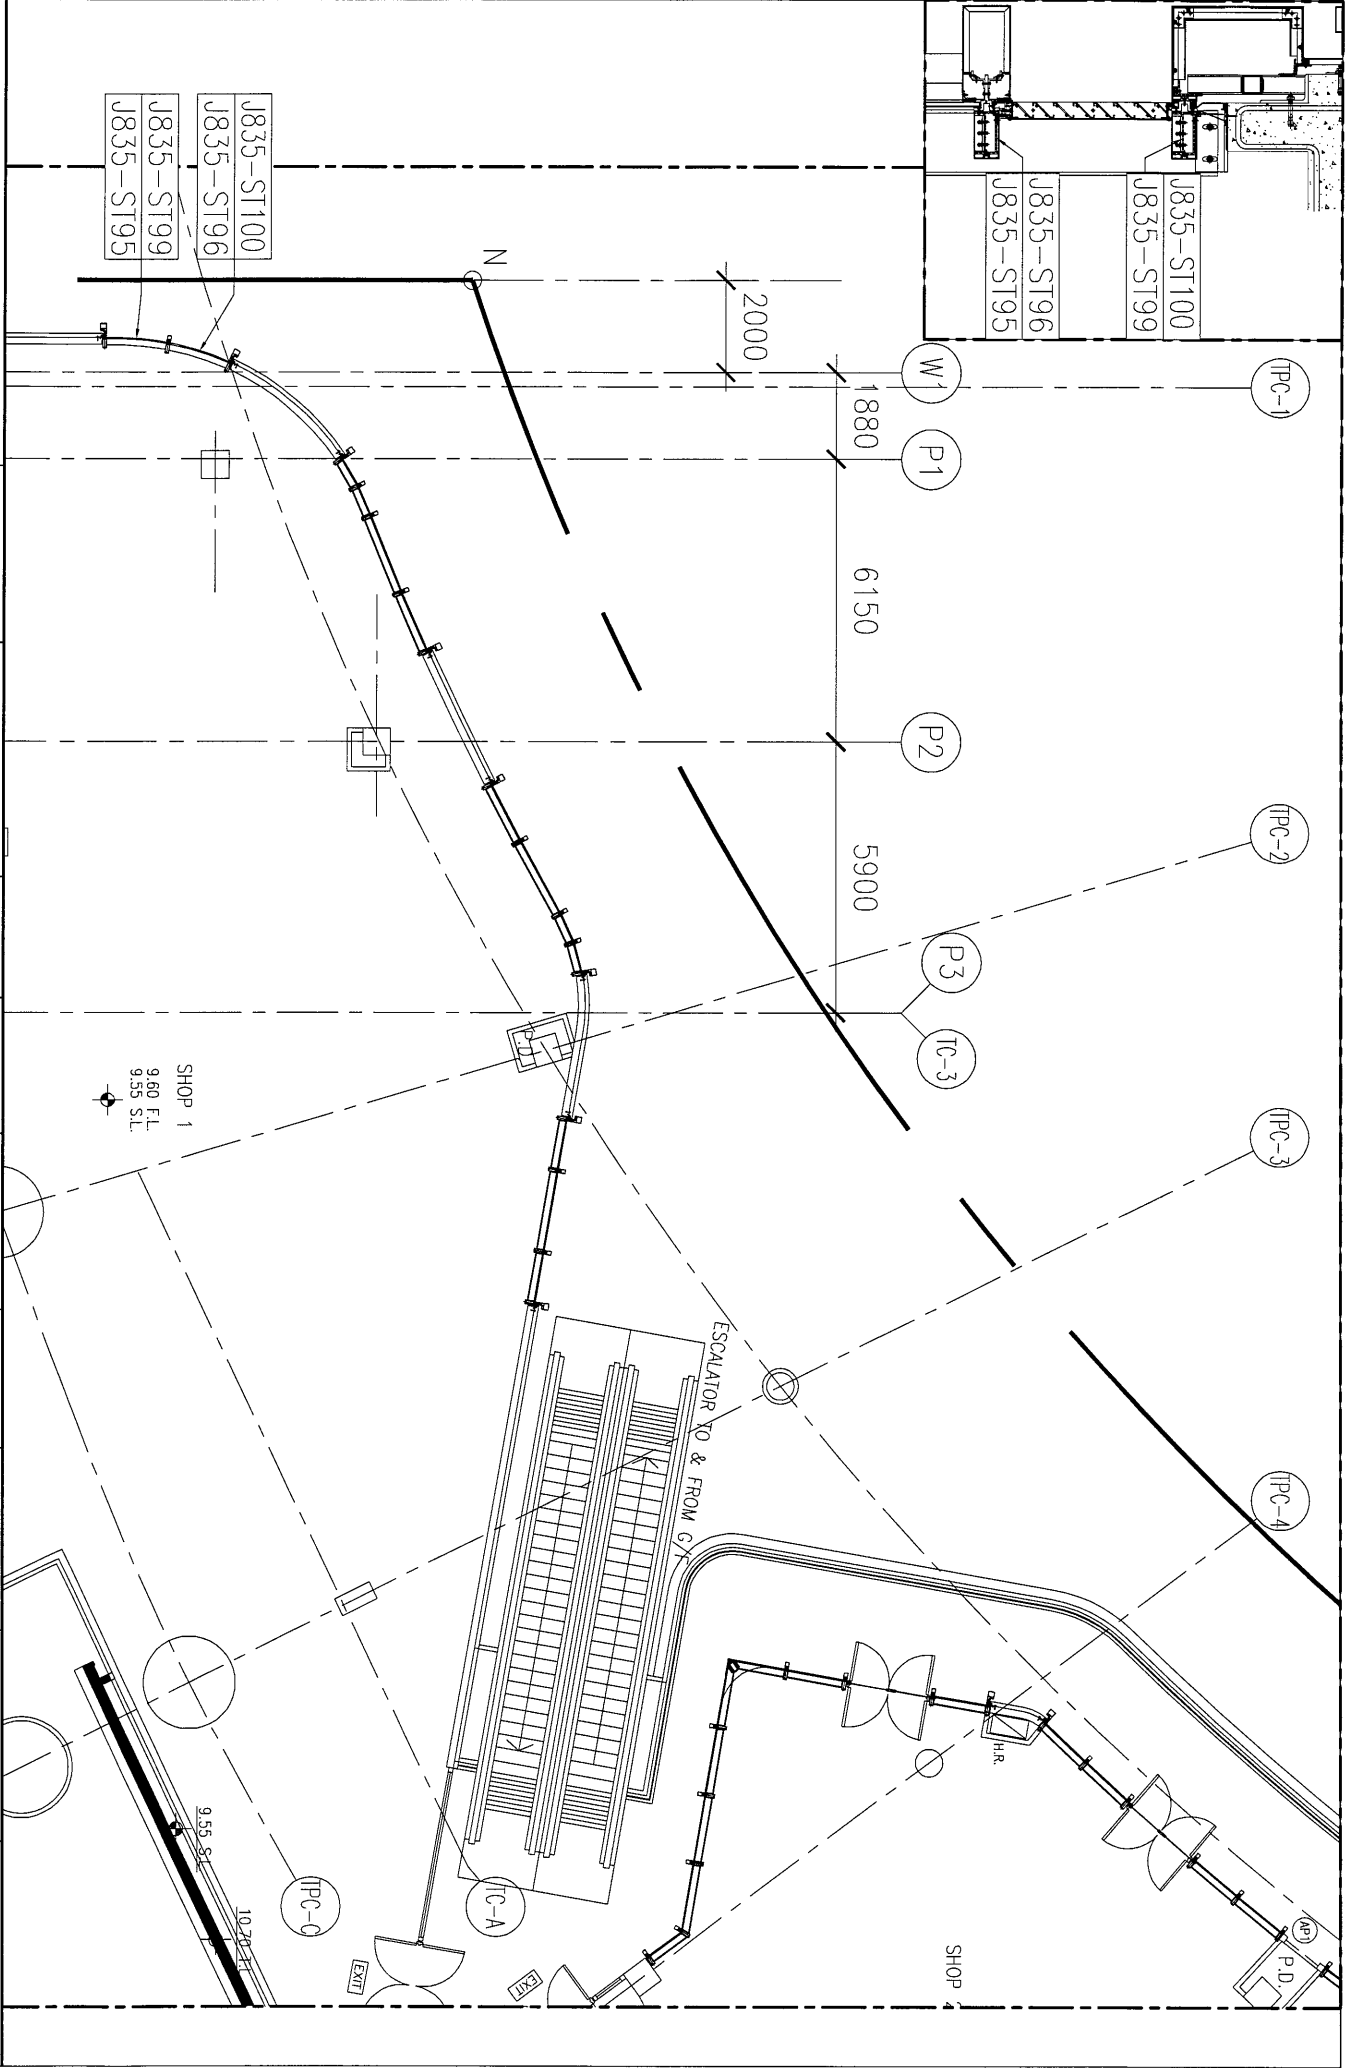 J835-ST100
J835-ST99
J835-ST96
J835-ST95
J835-ST100
J835-ST96
J835-ST99
J835-ST95
N
2000
1880
6150
5900
W1
P1
P2
P3
TC-3
TPC-1
TPC-2
TPC-3
TPC-4
P.D.
SHOP 1
9.60 F.L.
9.55 S.L.
ESCALATOR TO & FROM G/F
H.R.
AP1
P.D.
SHOP
TC-A
TPC-C
9.55 S.L.
10.70
EXIT
EXIT